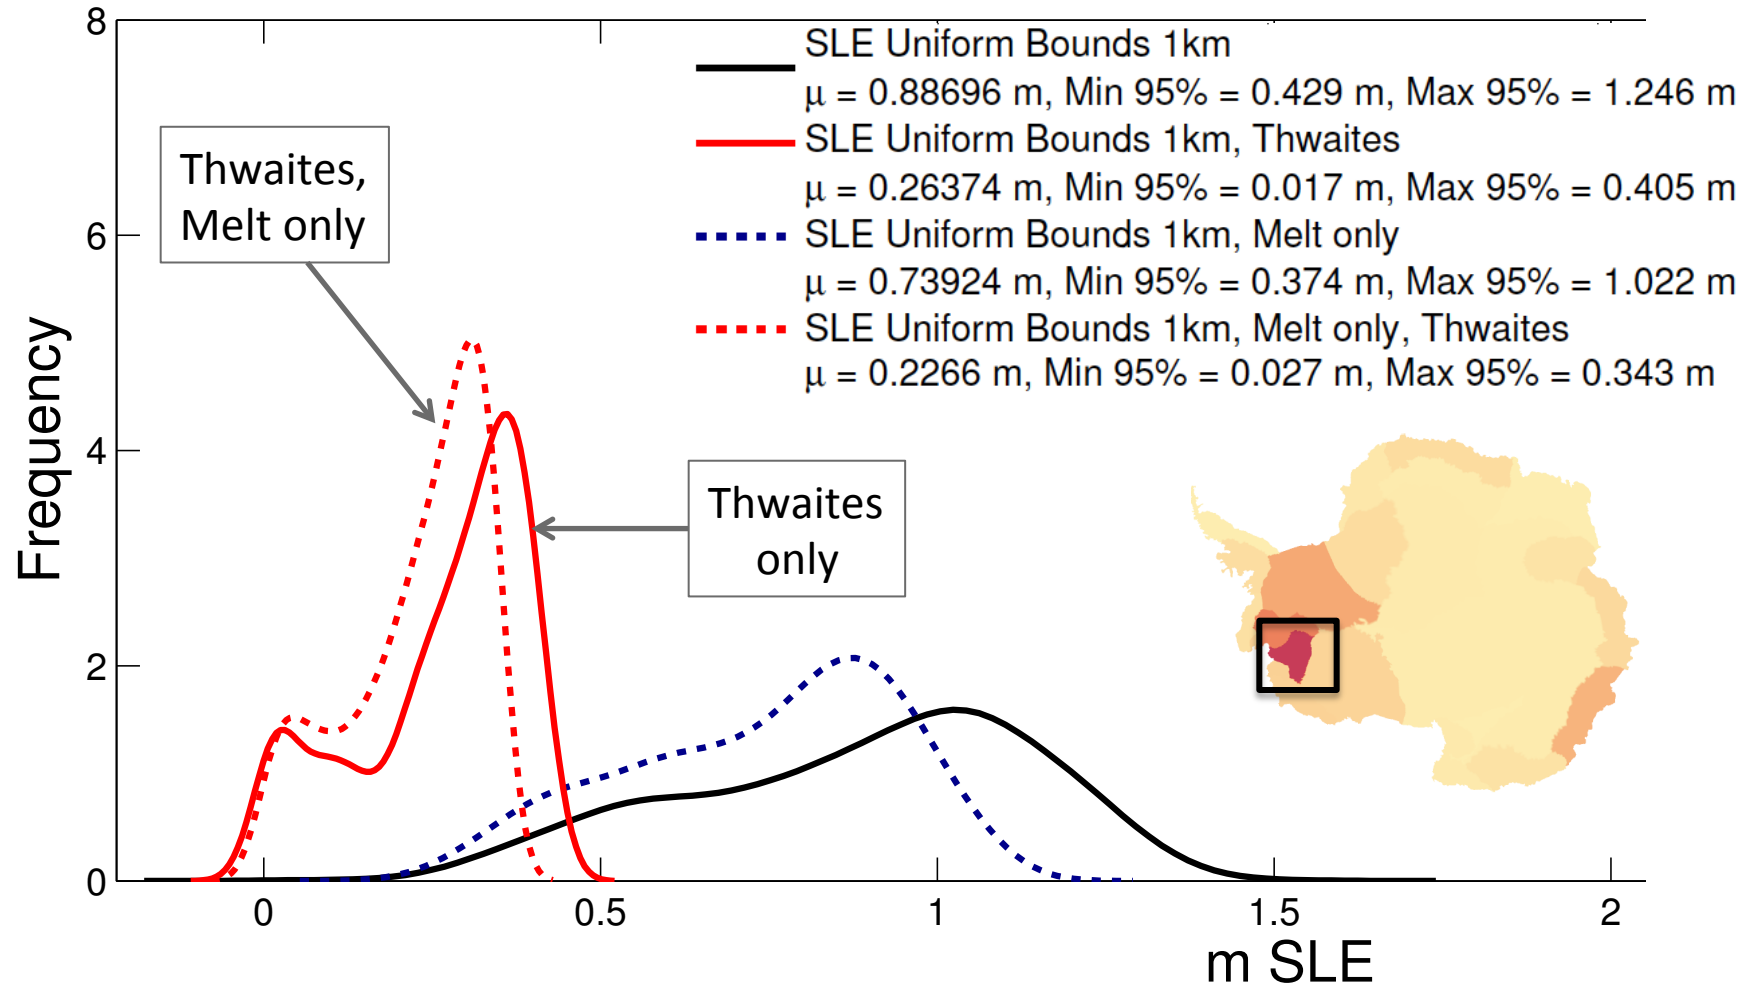 8
SLE Uniform Bounds 1km
μ = 0.88696 m, Min 95% = 0.429 m, Max 95% = 1.246 m
SLE Uniform Bounds 1km, Thwaites
μ = 0.26374 m, Min 95% = 0.017 m, Max 95% = 0.405 m
SLE Uniform Bounds 1km, Melt only
μ = 0.73924 m, Min 95% = 0.374 m, Max 95% = 1.022 m
SLE Uniform Bounds 1km, Melt only, Thwaites
μ = 0.2266 m, Min 95% = 0.027 m, Max 95% = 0.343 m
Thwaites,
Melt only
6
Frequency
4
Thwaites
only
2
0
0 0.5 1 1.5 2
m SLE